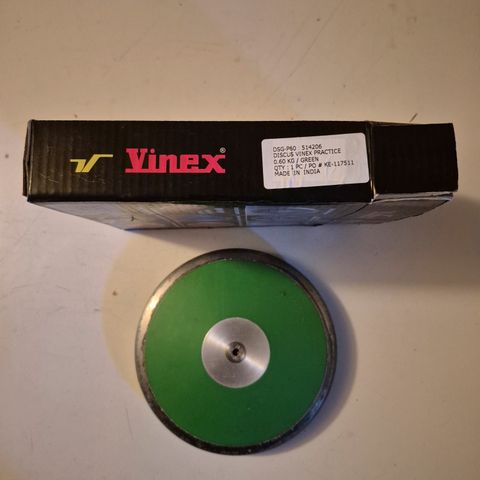 Vinex®
DSG-P60 514206
DISCUS VINEX PRACTICE
0.60 KG / GREEN
QTY : 1 PC / PO # KE-117511
MADE IN INDIA